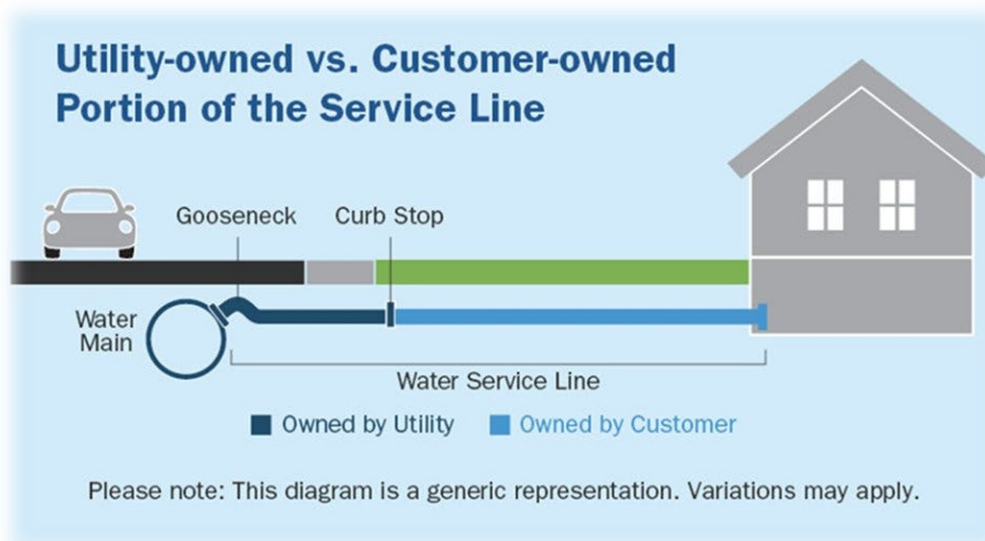 Utility-owned vs. Customer-owned
Portion of the Service Line
Gooseneck
Curb Stop
Water
Main
Water Service Line
Owned by Utility
Owned by Customer
Please note: This diagram is a generic representation. Variations may apply.